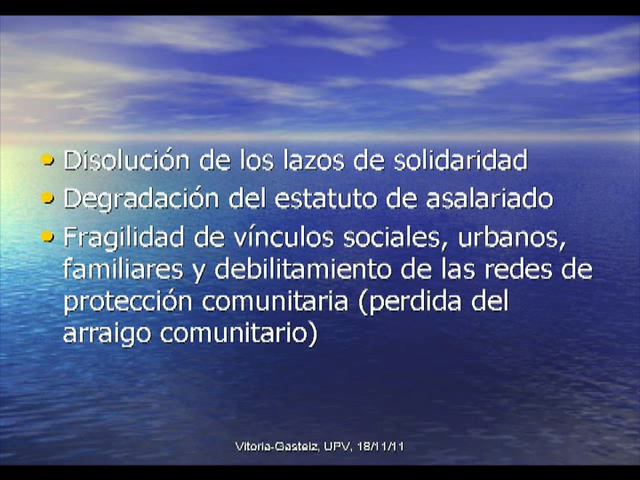 • Disolución de los lazos de solidaridad
• Degradación del estatuto de asalariado
• Fragilidad de vínculos sociales, urbanos,
familiares y debilitamiento de las redes de
protección comunitaria (perdida del
arraigo comunitario)
Vitoria-Gasteiz, UPV, 18/11/11